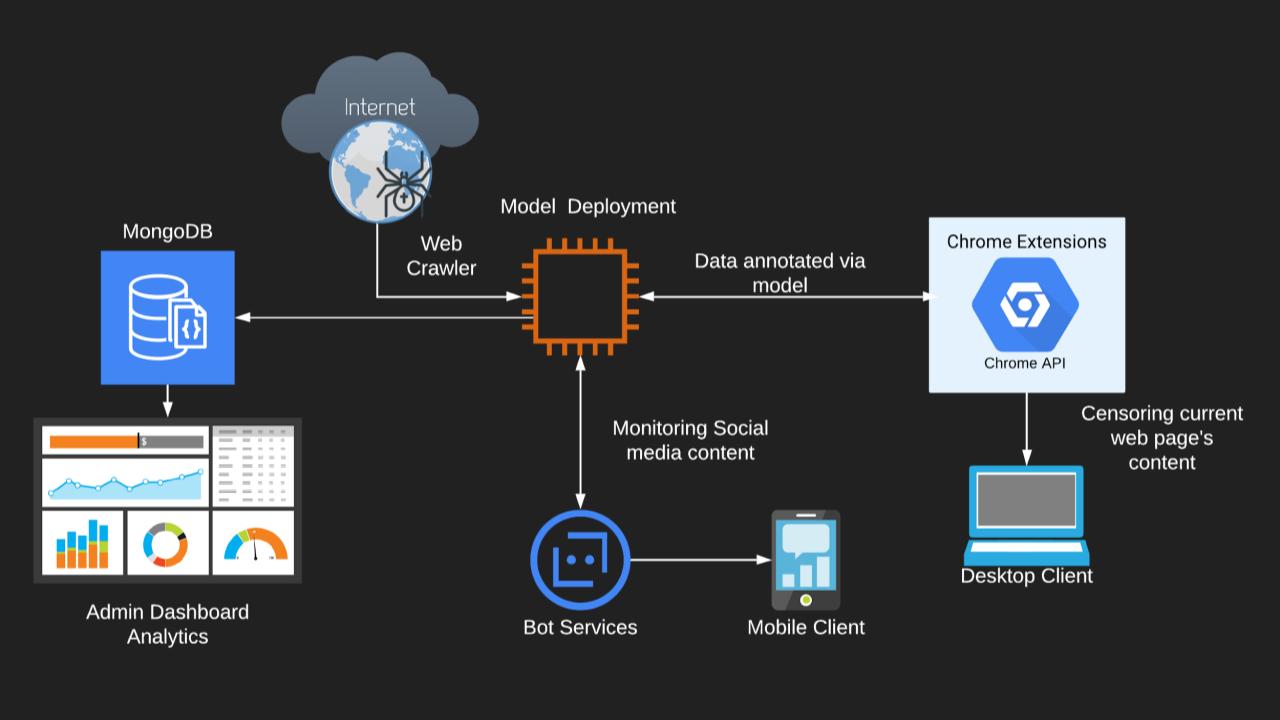 Internet
Model  Deployment
MongoDB
Web
Crawler
Data annotated via
model
Chrome Extensions
Chrome API
{}
$
Monitoring Social
media content
Censoring current
web page's
content
Desktop Client
Admin Dashboard
Analytics
Bot Services
Mobile Client